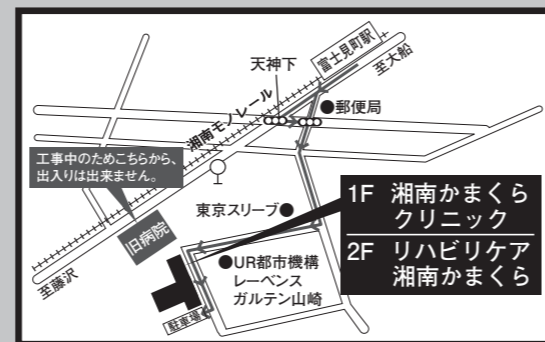 富士見町駅
至大船
天神下
●郵便局
湘南モノレール
工事中のためこちらから、
出入りは出来ません。
旧病院
至藤沢
東京スリーブ●
1F 湘南かまくら
クリニック
2F リハビリケア
湘南かまくら
●UR都市機構
レーベンス
ガルテン山崎
駐車場